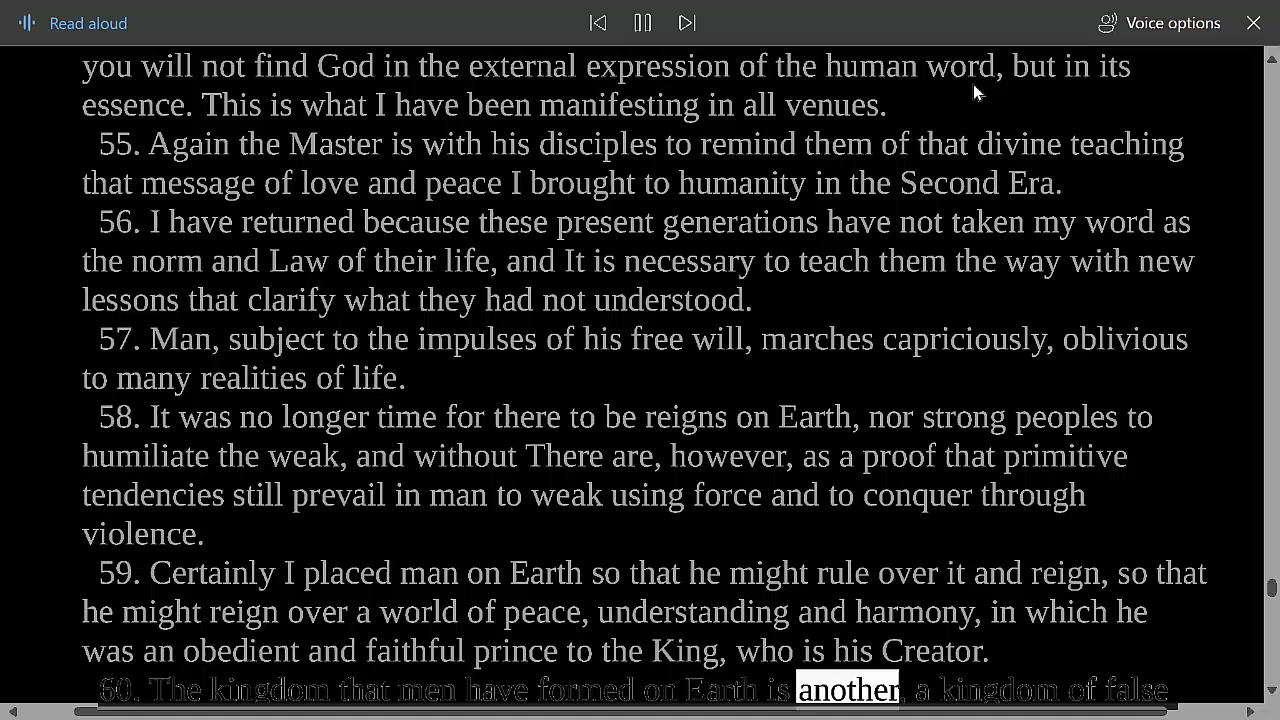 Read aloud
Voice options
you will not find God in the external expression of the human word, but in its
essence. This is what I have been manifesting in all venues.
55. Again the Master is with his disciples to remind them of that divine teaching
that message of love and peace I brought to humanity in the Second Era.
56. I have returned because these present generations have not taken my word as
the norm and Law of their life, and It is necessary to teach them the way with new
lessons that clarify what they had not understood.
57. Man, subject to the impulses of his free will, marches capriciously, oblivious
to many realities of life.
58. It was no longer time for there to be reigns on Earth, nor strong peoples to
humiliate the weak, and without There are, however, as a proof that primitive
tendencies still prevail in man to weak using force and to conquer through
violence.
59. Certainly I placed man on Earth so that he might rule over it and reign, so that
he might reign over a world of peace, understanding and harmony, in which he
was an obedient and faithful prince to the King, who is his Creator.
60. The kingdom that men have formed on Earth is another, a kingdom of false